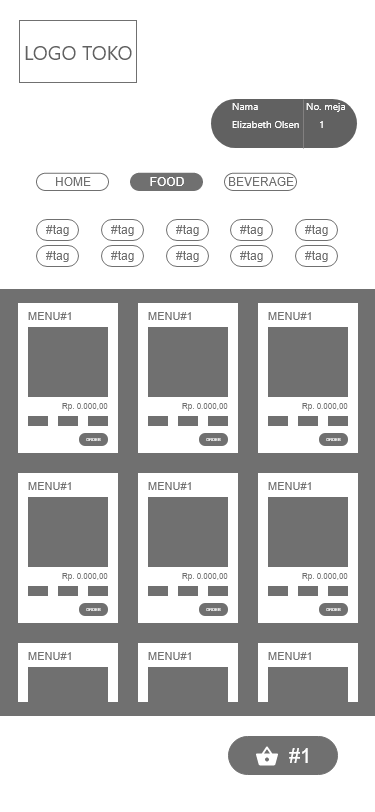 LOGO TOKO
Nama No. meja
Elizabeth Olsen 1
HOME FOOD BEVERAGE
#tag #tag #tag #tag #tag
#tag #tag #tag #tag #tag
MENU#1 MENU#1 MENU#1
Rp. 0.000,00 Rp. 0.000,00 Rp. 0.000,00
ORDER ORDER ORDER
MENU#1 MENU#1 MENU#1
Rp. 0.000,00 Rp. 0.000,00 Rp. 0.000,00
ORDER ORDER ORDER
MENU#1 MENU#1 MENU#1
#1